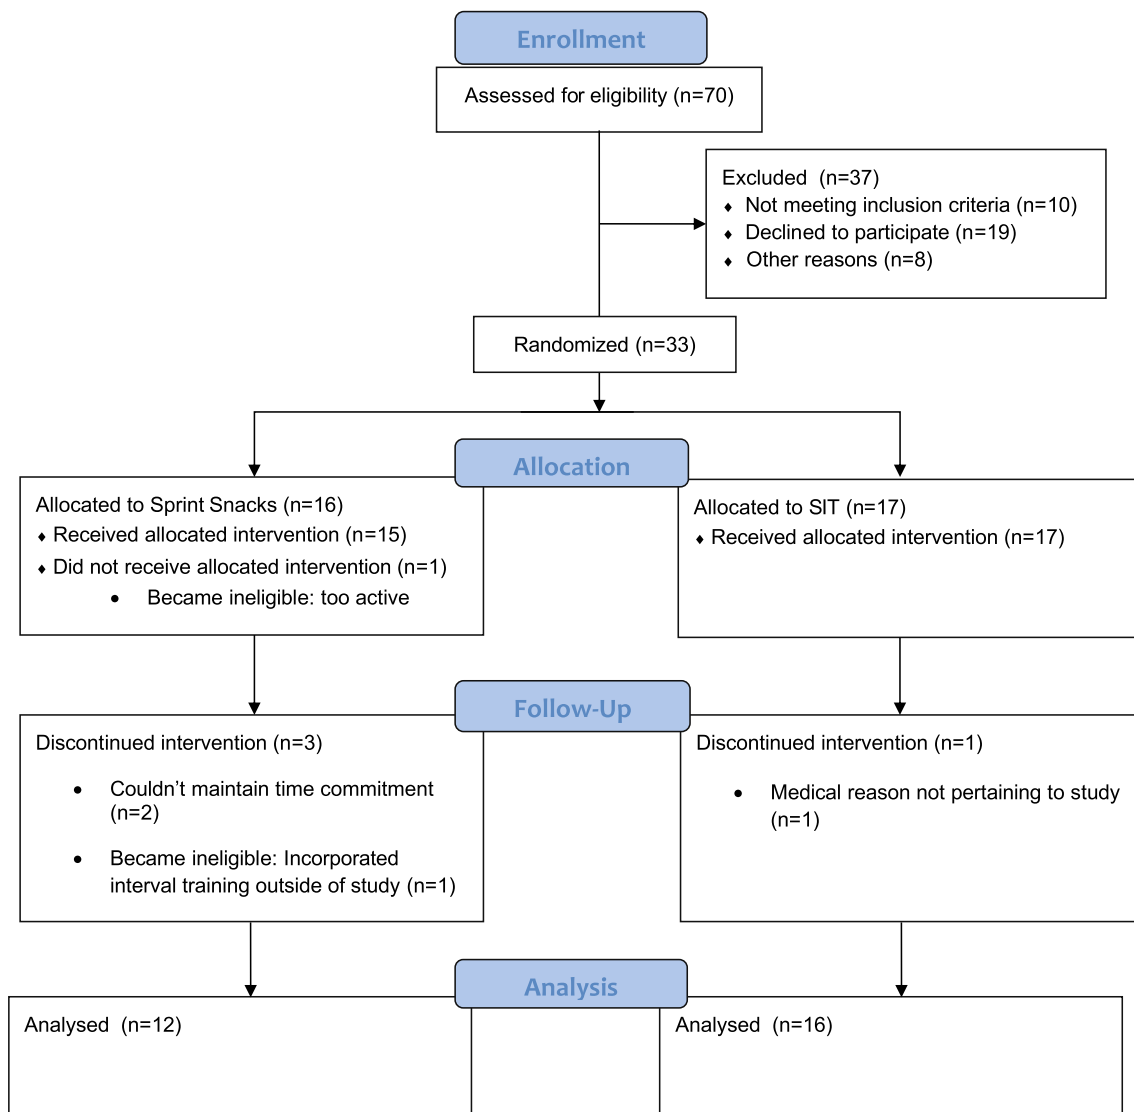 Enrollment
Assessed for eligibility (n=70)
Excluded (n=37)
♦ Not meeting inclusion criteria (n=10)
♦ Declined to participate (n=19)
♦ Other reasons (n=8)
Randomized (n=33)
Allocation
Allocated to Sprint Snacks (n=16)
♦ Received allocated intervention (n=15)
♦ Did not receive allocated intervention (n=1)
• Became ineligible: too active
Allocated to SIT (n=17)
♦ Received allocated intervention (n=17)
Follow-Up
Discontinued intervention (n=3)
• Couldn’t maintain time commitment
(n=2)
• Became ineligible: Incorporated
interval training outside of study (n=1)
Discontinued intervention (n=1)
• Medical reason not pertaining to study
(n=1)
Analysis
Analysed (n=12)
Analysed (n=16)